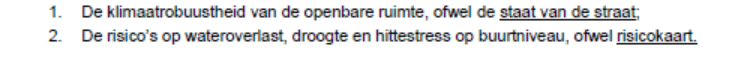 1. De klimaatrobuustheid van de openbare ruimte, ofwel de staat van de straat;
2. De risico's op wateroverlast, droogte en hittestress op buurtniveau, ofwel risicokaart.